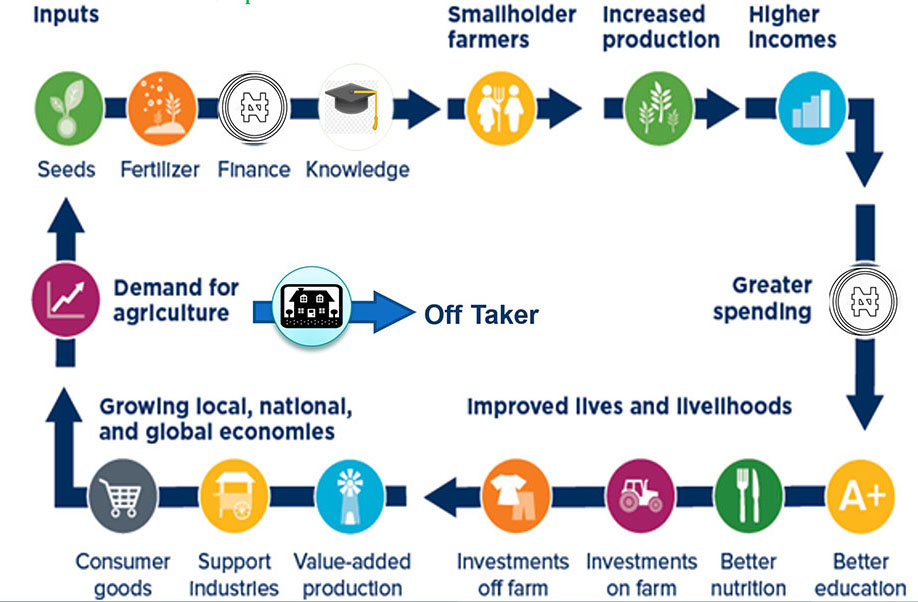 Inputs
Smallholder
farmers
Increased
production
Higher
incomes
₦
Seeds
Fertilizer
Finance
Knowledge
Demand for
agriculture
Off Taker
Greater
spending
₦
Growing local, national,
and global economies
Improved lives and livelihoods
A+
Consumer
goods
Support
industries
Value-added
production
Investments
off farm
Investments
on farm
Better
nutrition
Better
education